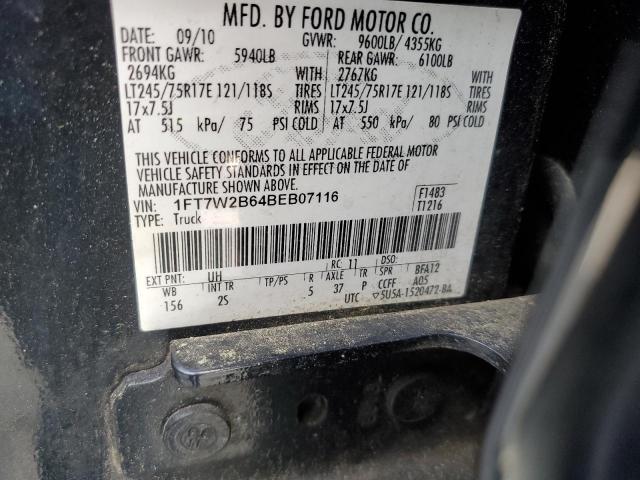 MFD. BY FORD MOTOR CO.
DATE: 09/10 GVWR: 9600LB/ 4355KG
FRONT GAWR: 5940LB REAR GAWR: 6100LB
2694KG WITH 2767KG WITH
LT245/75R17E 121/118S TIRES LT245/75R17E 121/118S TIRES
17x7.5J RIMS 17x7.5J RIMS
AT 515 kPa/ 75 PSI COLD AT 550 kPa/ 80 PSI COLD
THIS VEHICLE CONFORMS TO ALL APPLICABLE FEDERAL MOTOR
VEHICLE SAFETY STANDARDS IN EFFECT ON THE DATE OF
MANUFACTURE SHOWN ABOVE.
VIN: 1FT7W2B64BEB07116 F1483
TYPE: Truck T1216
EXT PNT: UH RC: 11 DSO:
WB INT TR TP/PS R AXLE TR SPR BFA12
156 2S 5 37 P CCFF A05
UTC ▽5U5A-1520472-BA